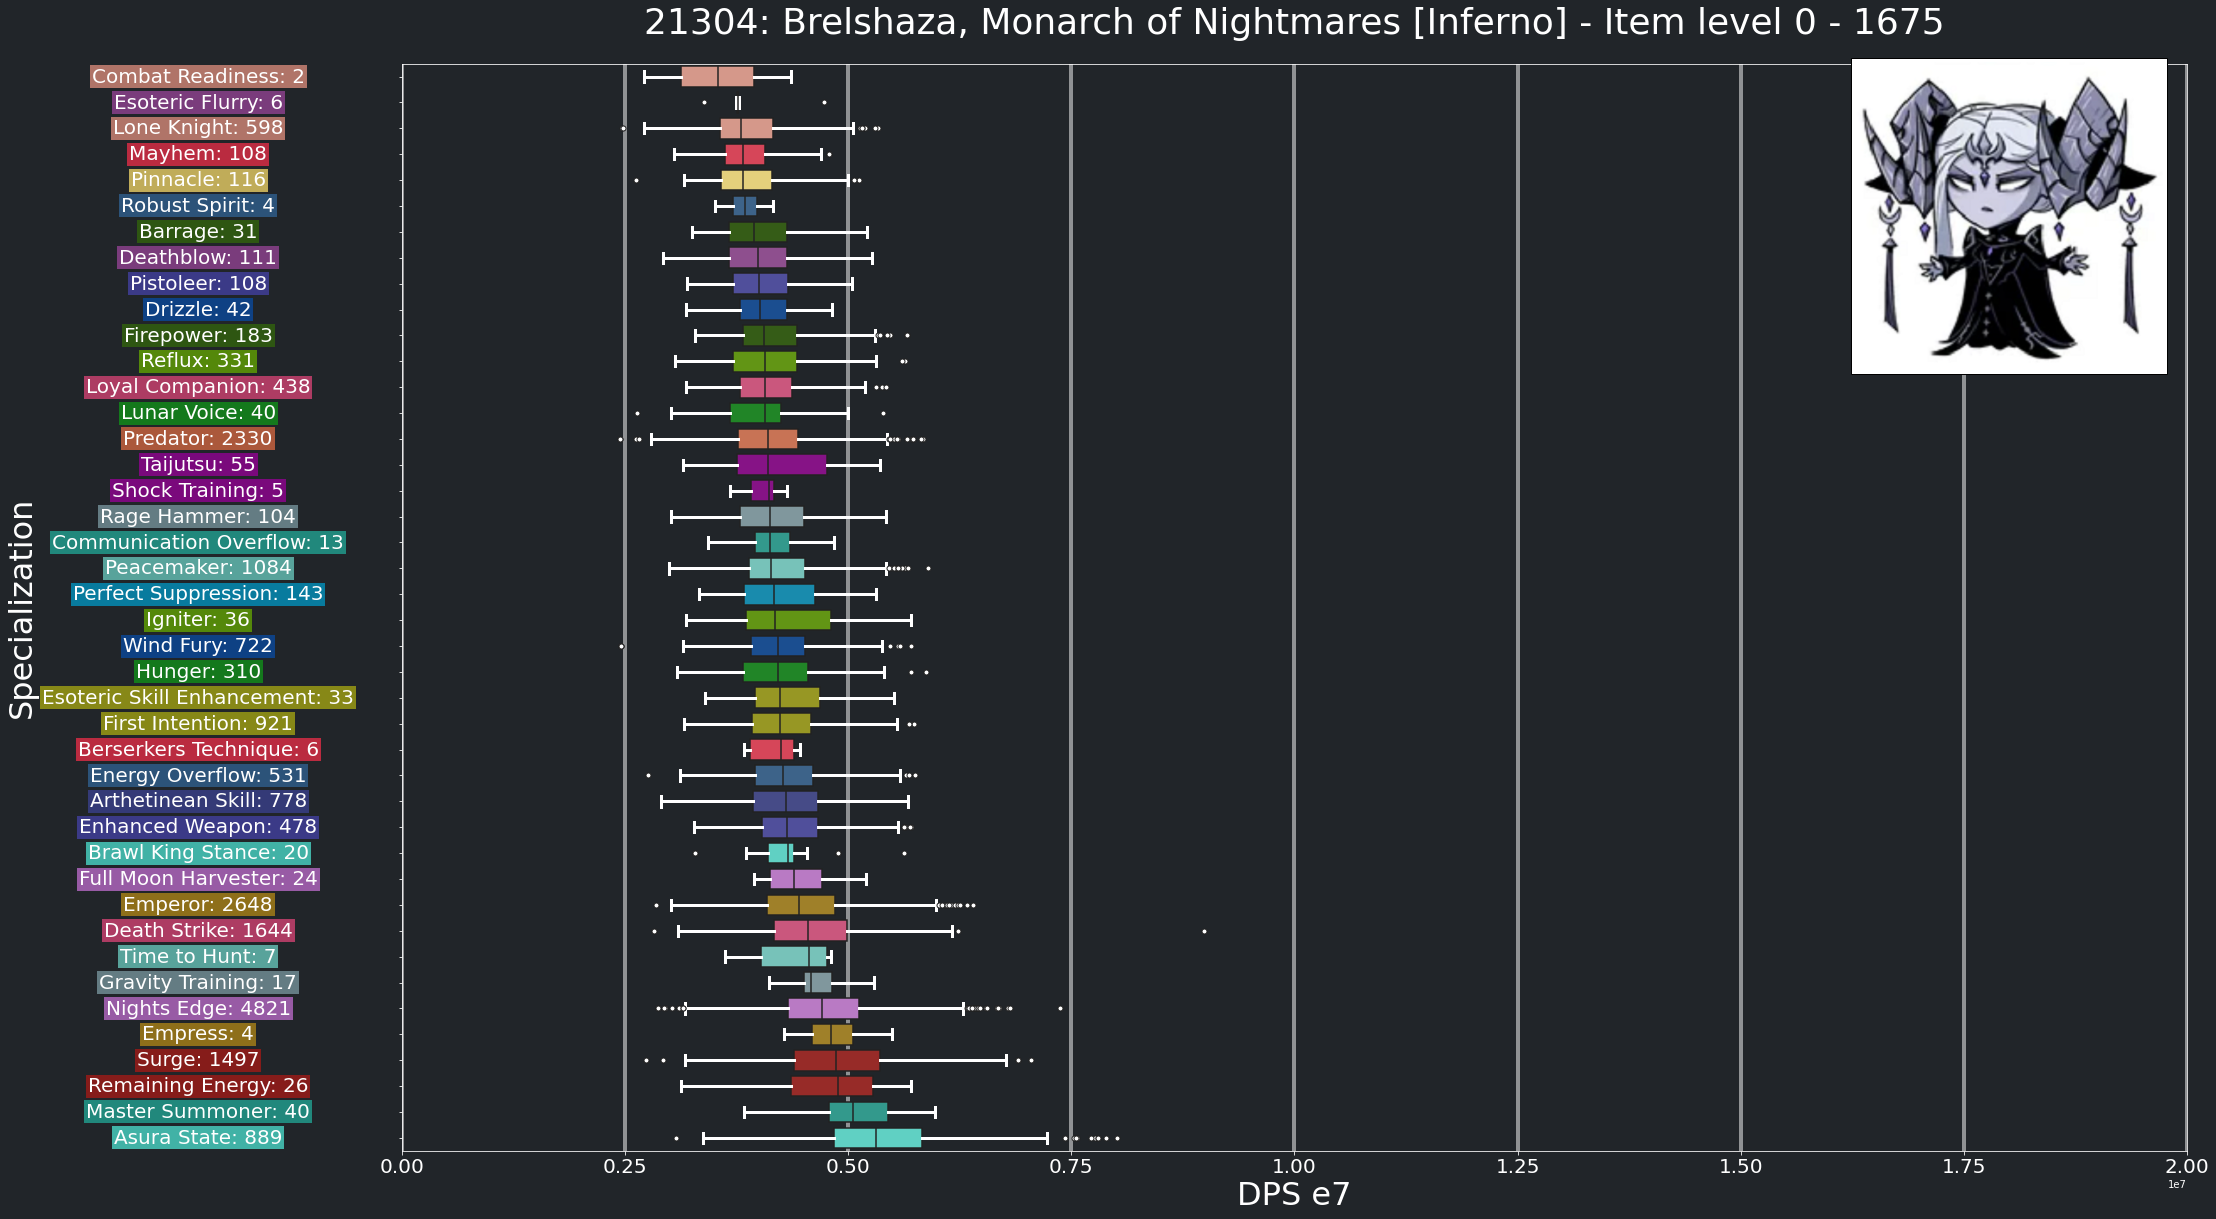 21304: Brelshaza, Monarch of Nightmares [Inferno] - Item level 0 - 1675
Specialization
Combat Readiness: 2
Esoteric Flurry: 6
Lone Knight: 598
Mayhem: 108
Pinnacle: 116
Robust Spirit: 4
Barrage: 31
Deathblow: 111
Pistoleer: 108
Drizzle: 42
Firepower: 183
Reflux: 331
Loyal Companion: 438
Lunar Voice: 40
Predator: 2330
Taijutsu: 55
Shock Training: 5
Rage Hammer: 104
Communication Overflow: 13
Peacemaker: 1084
Perfect Suppression: 143
Igniter: 36
Wind Fury: 722
Hunger: 310
Esoteric Skill Enhancement: 33
First Intention: 921
Berserkers Technique: 6
Energy Overflow: 531
Arthetinean Skill: 778
Enhanced Weapon: 478
Brawl King Stance: 20
Full Moon Harvester: 24
Emperor: 2648
Death Strike: 1644
Time to Hunt: 7
Gravity Training: 17
Nights Edge: 4821
Empress: 4
Surge: 1497
Remaining Energy: 26
Master Summoner: 40
Asura State: 889
0.00 0.25 0.50 0.75 1.00 1.25 1.50 1.75 2.00
1e7
DPS e7